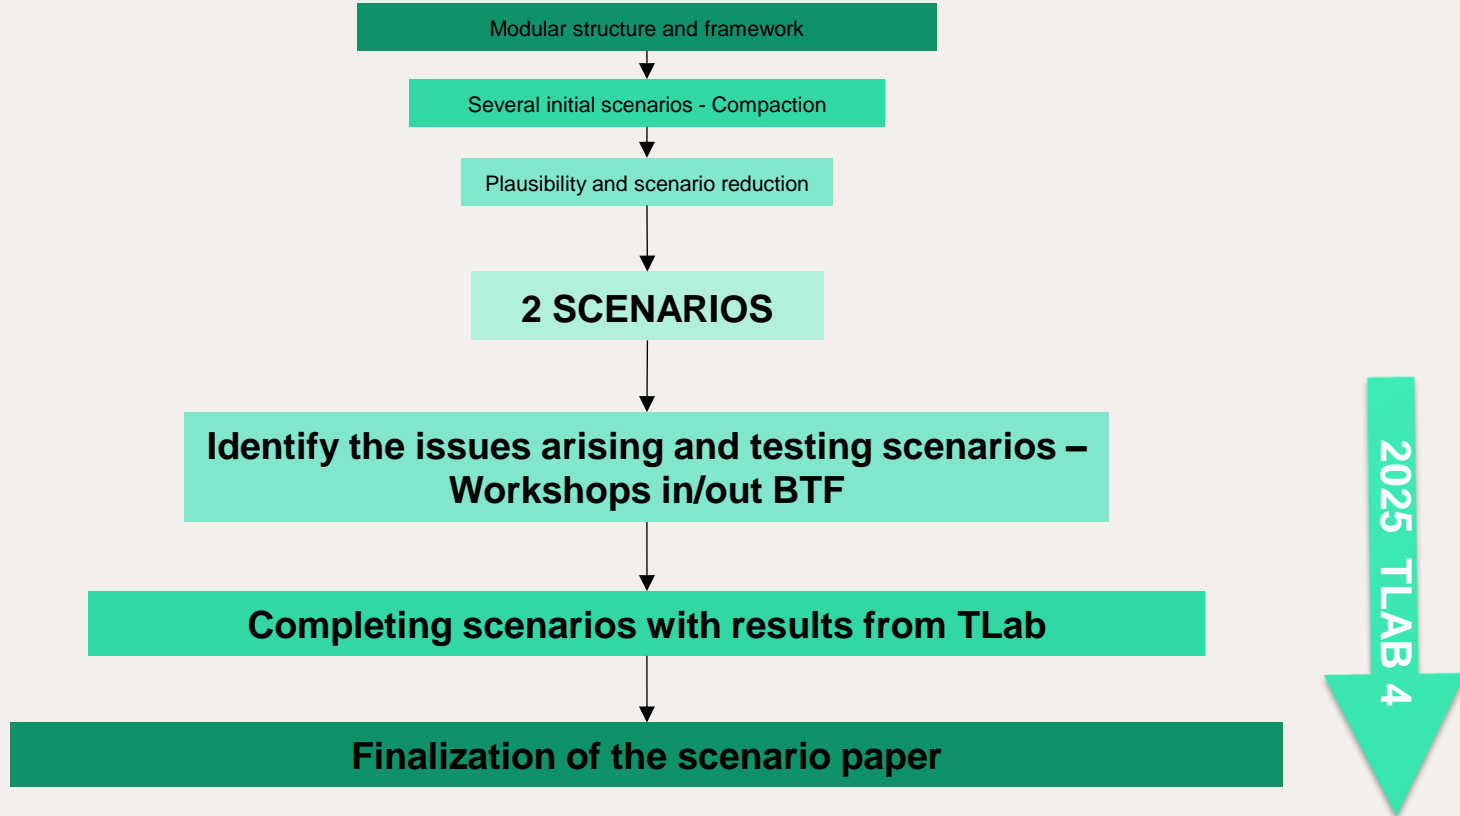 Modular structure and framework
Several initial scenarios - Compaction
Plausibility and scenario reduction
2 SCENARIOS
Identify the issues arising and testing scenarios –
Workshops in/out BTF
Completing scenarios with results from TLab
Finalization of the scenario paper
2025 TLAB 4